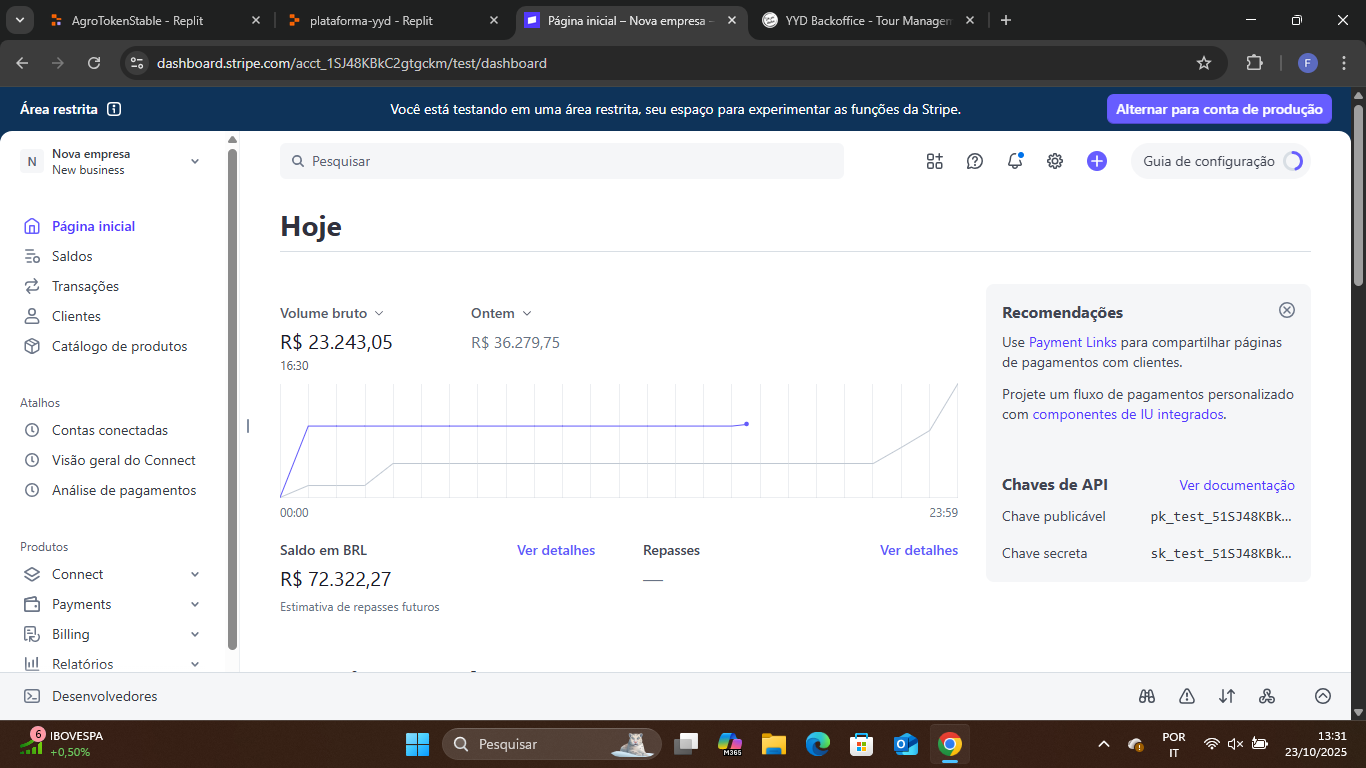 AgroTokenStable - Replit
plataforma-yyd - Replit
Página inicial – Nova empresa –
YYD Backoffice - Tour Managem
dashboard.stripe.com/acct_1SJ48KBkC2gtgckm/test/dashboard
F
Área restrita
Você está testando em uma área restrita, seu espaço para experimentar as funções da Stripe.
Alternar para conta de produção
N
Nova empresa
New business
Pesquisar
Guia de configuração
Página inicial
Saldos
Transações
Clientes
Catálogo de produtos
Atalhos
Contas conectadas
Visão geral do Connect
Análise de pagamentos
Produtos
Connect
Payments
Billing
Relatórios
Desenvolvedores
Hoje
Volume bruto
R$ 23.243,05
16:30
Ontem
R$ 36.279,75
00:00
23:59
Saldo em BRL
Ver detalhes
R$ 72.322,27
Estimativa de repasses futuros
Repasses
Ver detalhes
—
Recomendações
Use Payment Links para compartilhar páginas
de pagamentos com clientes.
Projete um fluxo de pagamentos personalizado
com componentes de IU integrados.
Chaves de API
Ver documentação
Chave publicável
pk_test_51SJ48KBk…
Chave secreta
sk_test_51SJ48KBk…
6
IBOVESPA
+0,50%
Pesquisar
M365
POR
IT
13:31
23/10/2025